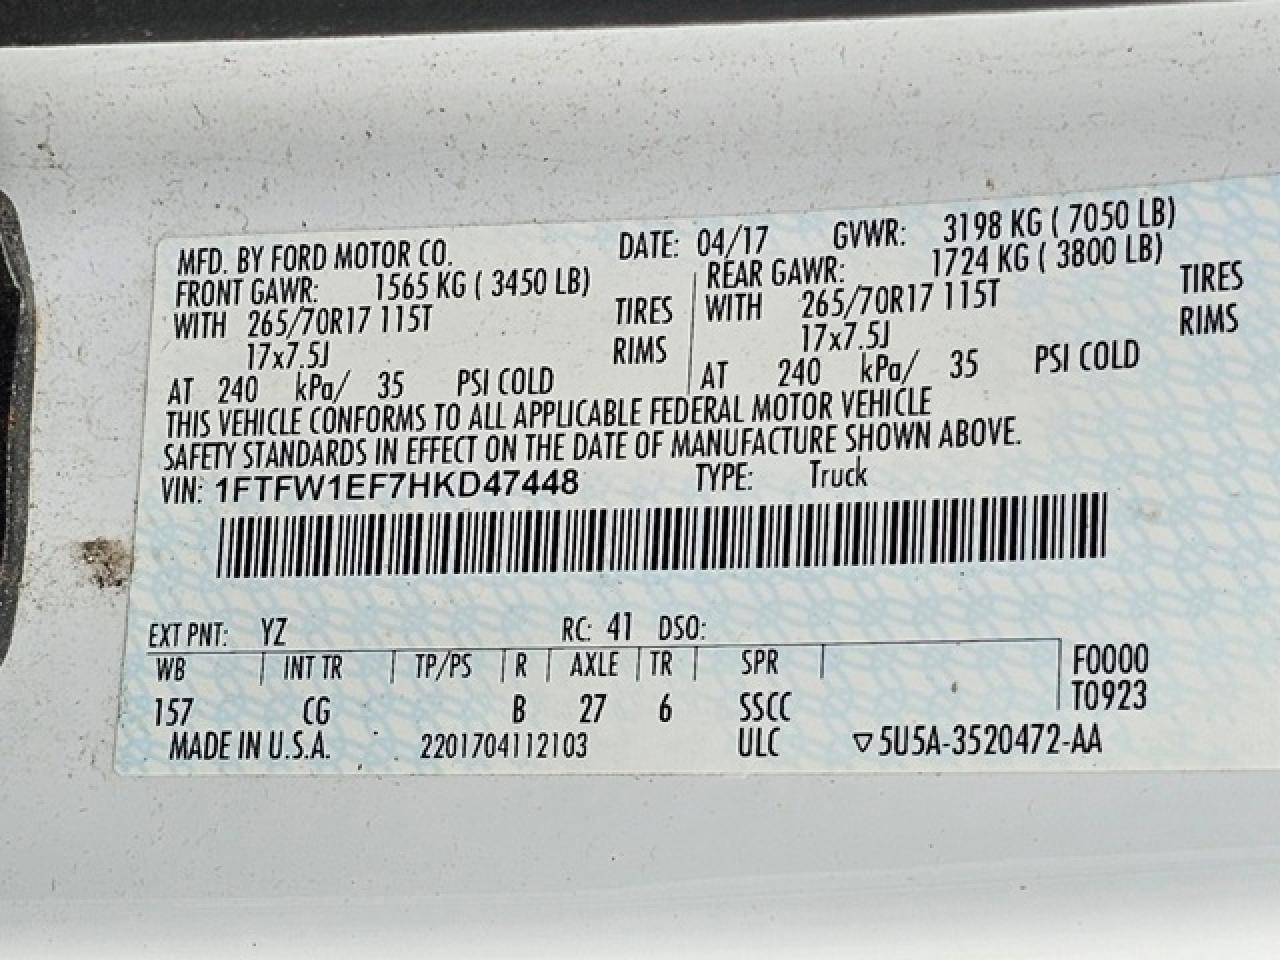 MFD. BY FORD MOTOR CO. DATE: 04/17 GVWR: 3198 KG ( 7050 LB)
FRONT GAWR: 1565 KG ( 3450 LB) REAR GAWR: 1724 KG ( 3800 LB)
WITH 265/70R17 115T TIRES WITH 265/70R17 115T TIRES
17x7.5J RIMS 17x7.5J RIMS
AT 240 kPa/ 35 PSI COLD AT 240 kPa/ 35 PSI COLD
THIS VEHICLE CONFORMS TO ALL APPLICABLE FEDERAL MOTOR VEHICLE
SAFETY STANDARDS IN EFFECT ON THE DATE OF MANUFACTURE SHOWN ABOVE.
VIN: 1FTFW1EF7HKD47448 TYPE: Truck
EXT PNT: YZ RC: 41 DSO:
WB INT TR TP/PS R AXLE TR SPR F0000
157 CG B 27 6 SSCC T0923
MADE IN U.S.A. 2201704112103 ULC ▽5U5A-3520472-AA